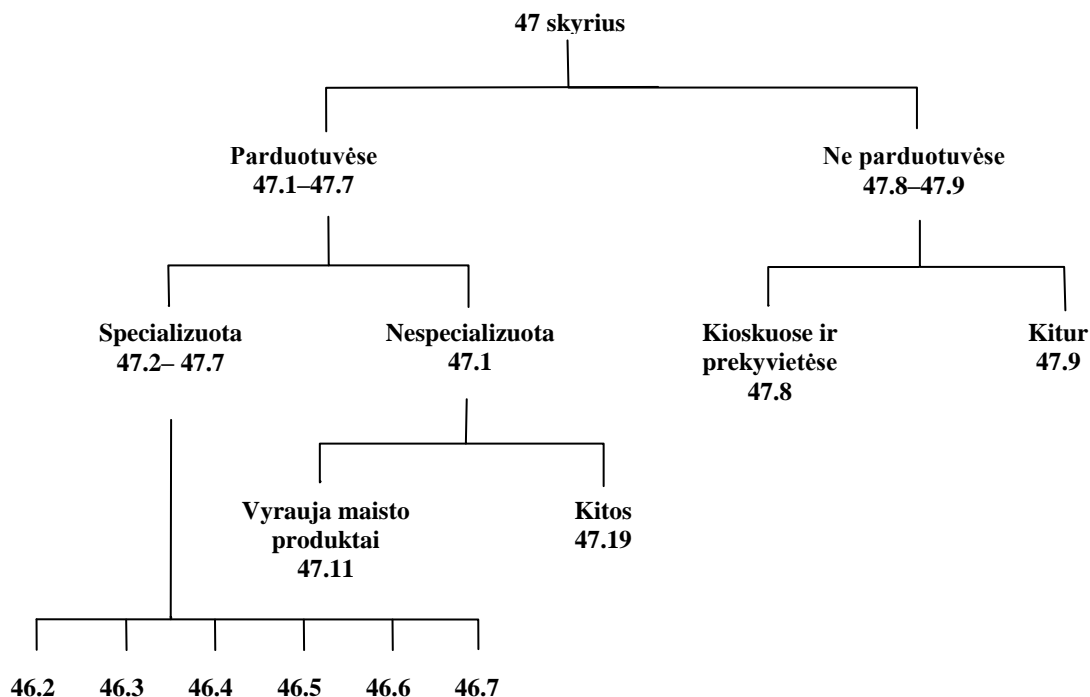 47 skyrius
Parduotuvėse
47.1–47.7
Ne parduotuvėse
47.8–47.9
Specializuota
47.2– 47.7
Nespecializuota
47.1
Kioskuose ir
prekyvietėse
47.8
Kitur
47.9
Vyrauja maisto
produktai
47.11
Kitos
47.19
46.2 46.3 46.4 46.5 46.6 46.7